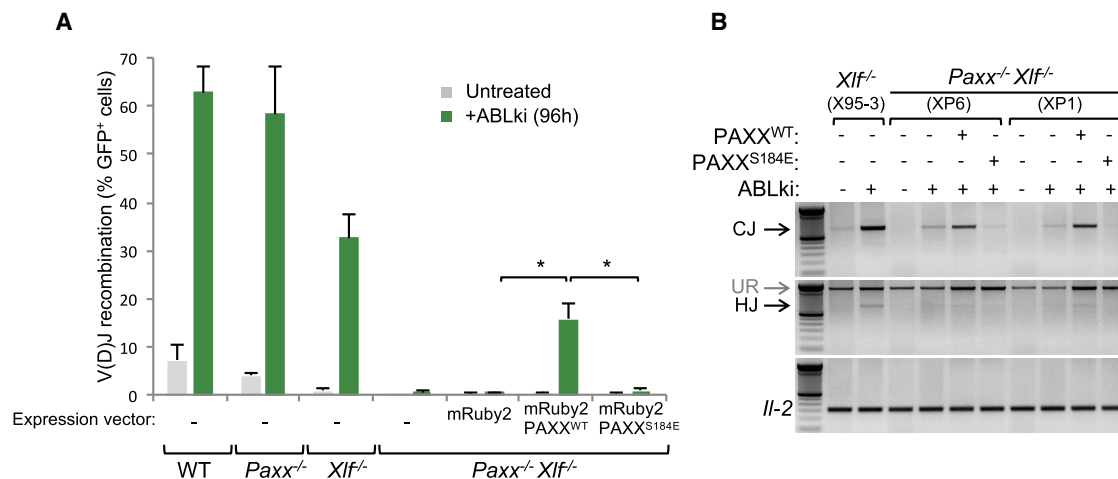 A
V(D)J recombination (% GFP⁺ cells)
70
60
50
40
30
20
10
0
Untreated
+ABLki (96h)
*
*
Expression vector:
-
-
-
-
mRuby2
mRuby2
PAXXᵂᵀ
mRuby2
PAXXˢ¹⁸⁴ᴱ
WT
Paxx⁻/⁻
Xlf⁻/⁻
Paxx⁻/⁻ Xlf⁻/⁻
B
Xlf⁻/⁻
Paxx⁻/⁻ Xlf⁻/⁻
(X95-3)
(XP6)
(XP1)
PAXXᵂᵀ: - - - - + - - - + -
PAXXˢ¹⁸⁴ᴱ: - - - - - + - - - +
ABLki: - + - + + + - + + +
CJ
UR
HJ
Il-2